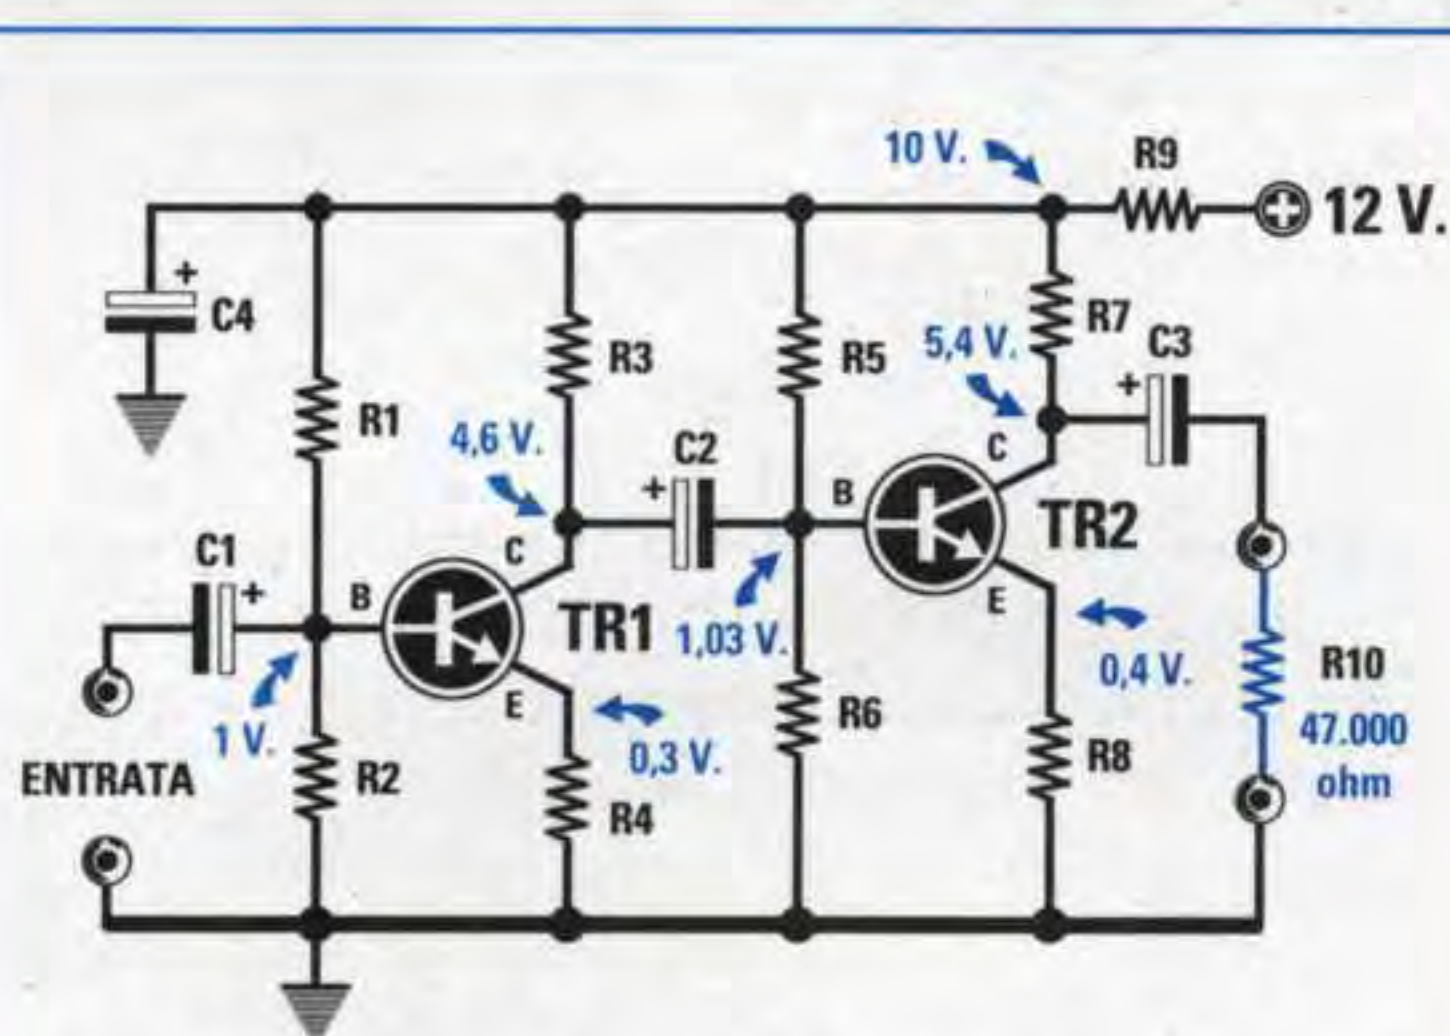 10 V.
R9
12 V.
+
C4
R3
R5
5,4 V.
R7
C3
+
R1
4,6 V.
C2
+
C
B
TR2
C1
+
B
C
TR1
1,03 V.
E
0,4 V.
R10
47.000
ohm
1 V.
E
0,3 V.
R6
R8
ENTRATA
R2
R4